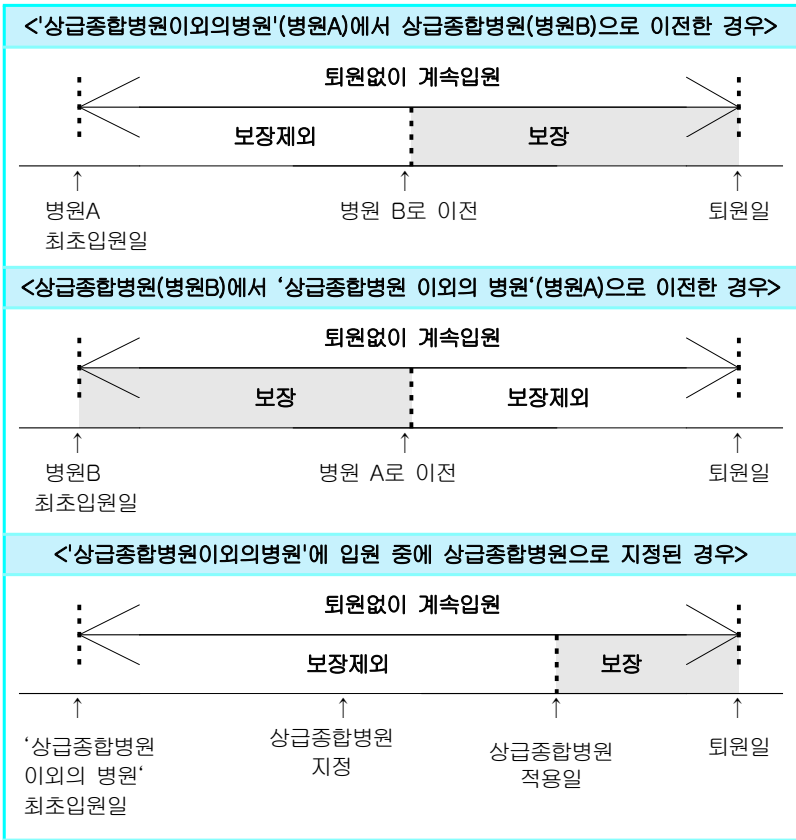 <'상급종합병원이외의병원'(병원A)에서 상급종합병원(병원B)으로 이전한 경우>
퇴원없이 계속입원
보장제외 보장
↑ ↑ ↑
병원A 병원 B로 이전 퇴원일
최초입원일
<상급종합병원(병원B)에서 ‘상급종합병원 이외의 병원‘(병원A)으로 이전한 경우>
퇴원없이 계속입원
보장 보장제외
↑ ↑ ↑
병원B 병원 A로 이전 퇴원일
최초입원일
<'상급종합병원이외의병원'에 입원 중에 상급종합병원으로 지정된 경우>
퇴원없이 계속입원
보장제외 보장
↑ ↑ ↑ ↑
‘상급종합병원
이외의 병원‘
최초입원일
상급종합병원
지정
상급종합병원
적용일
퇴원일